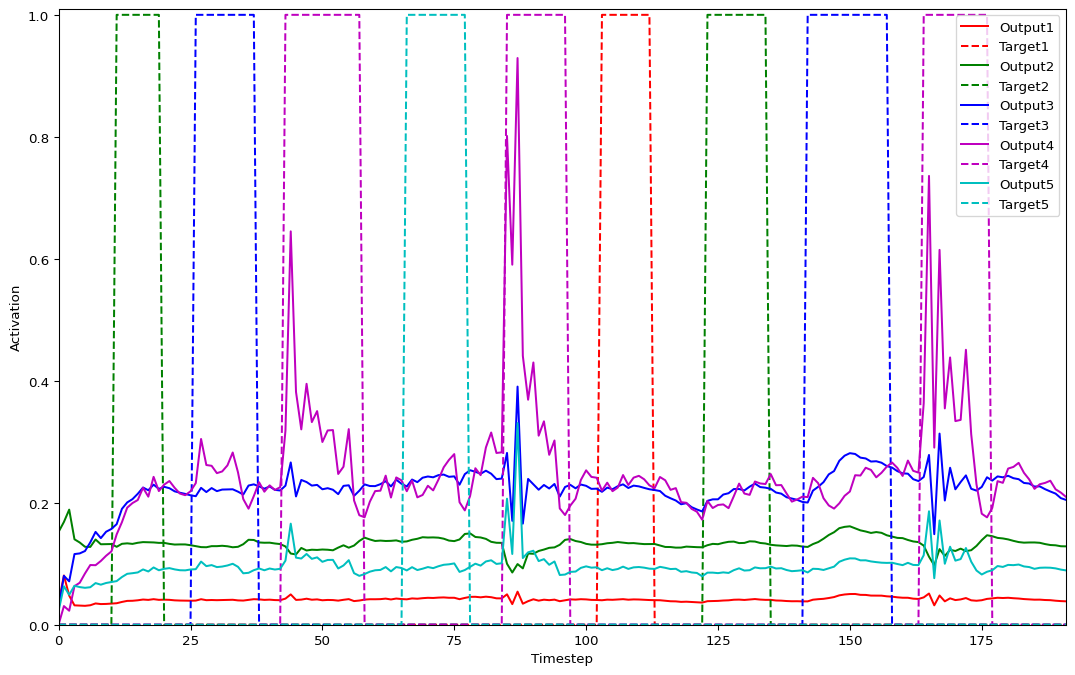 1.0
0.8
0.6
0.4
0.2
0.0
Activation
0
25
50
75
100
125
150
175
Timestep
Output1
Target1
Output2
Target2
Output3
Target3
Output4
Target4
Output5
Target5